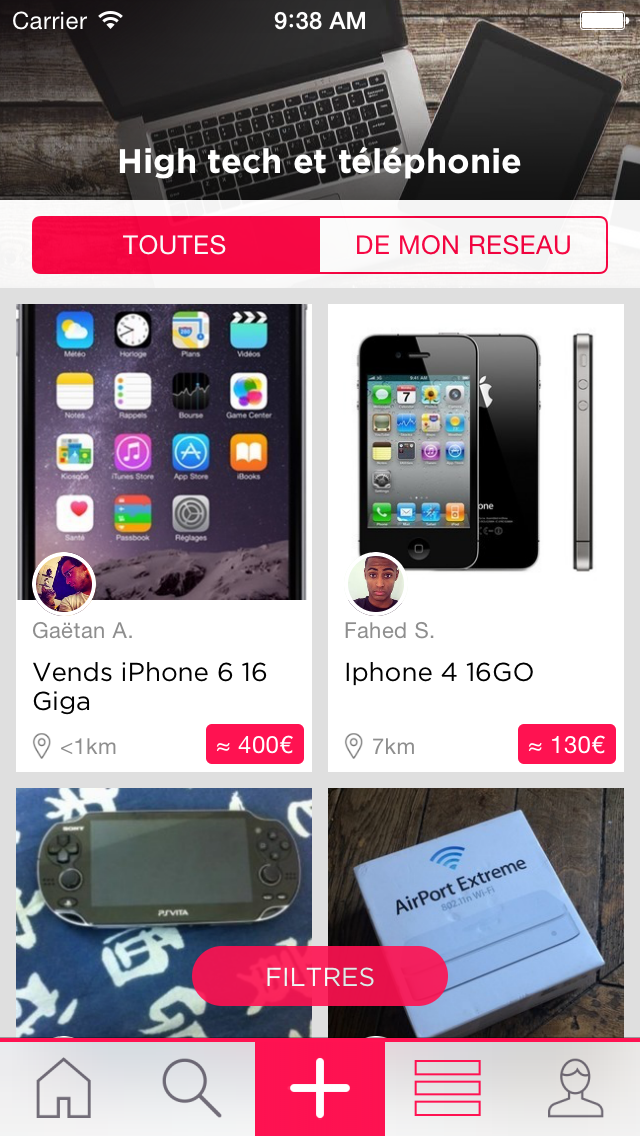 Carrier 9:38 AM
High tech et téléphonie
TOUTES DE MON RESEAU
Météo Horloge Plans Vidéos
Notes Rappels Bourse Game Center
Kiosque iTunes Store App Store iBooks
Santé Passbook Réglages
Gaëtan A.
Vends iPhone 6 16
Giga
<1km ≈ 400€
Fahed S.
Iphone 4 16GO
7km ≈ 130€
SONY
PSVITA
AirPort Extreme
802.11n Wi-Fi
FILTRES